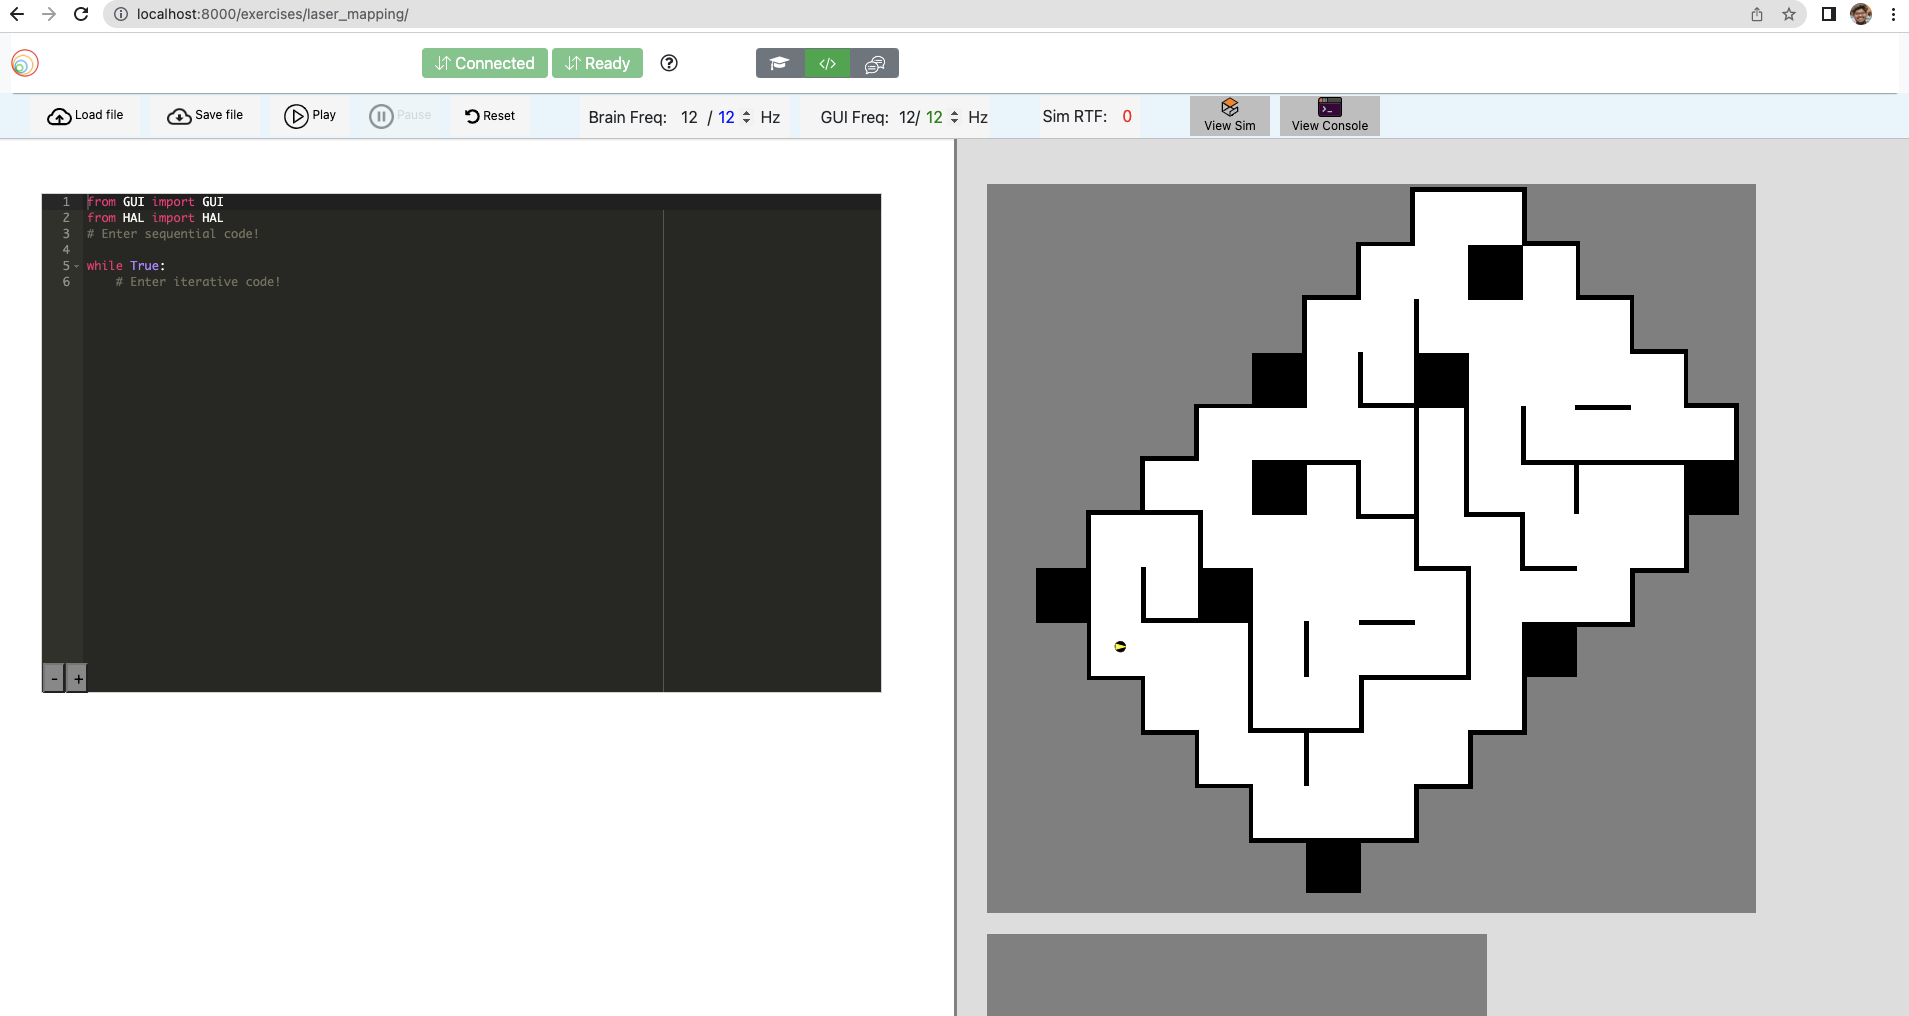 localhost:8000/exercises/laser_mapping/
Connected Ready
Load file Save file Play Pause Reset Brain Freq: 12 / 12 Hz GUI Freq: 12/ 12 Hz Sim RTF: 0 View Sim View Console
1 from GUI import GUI
2 from HAL import HAL
3 # Enter sequential code!
4
5 while True:
6 # Enter iterative code!
- +